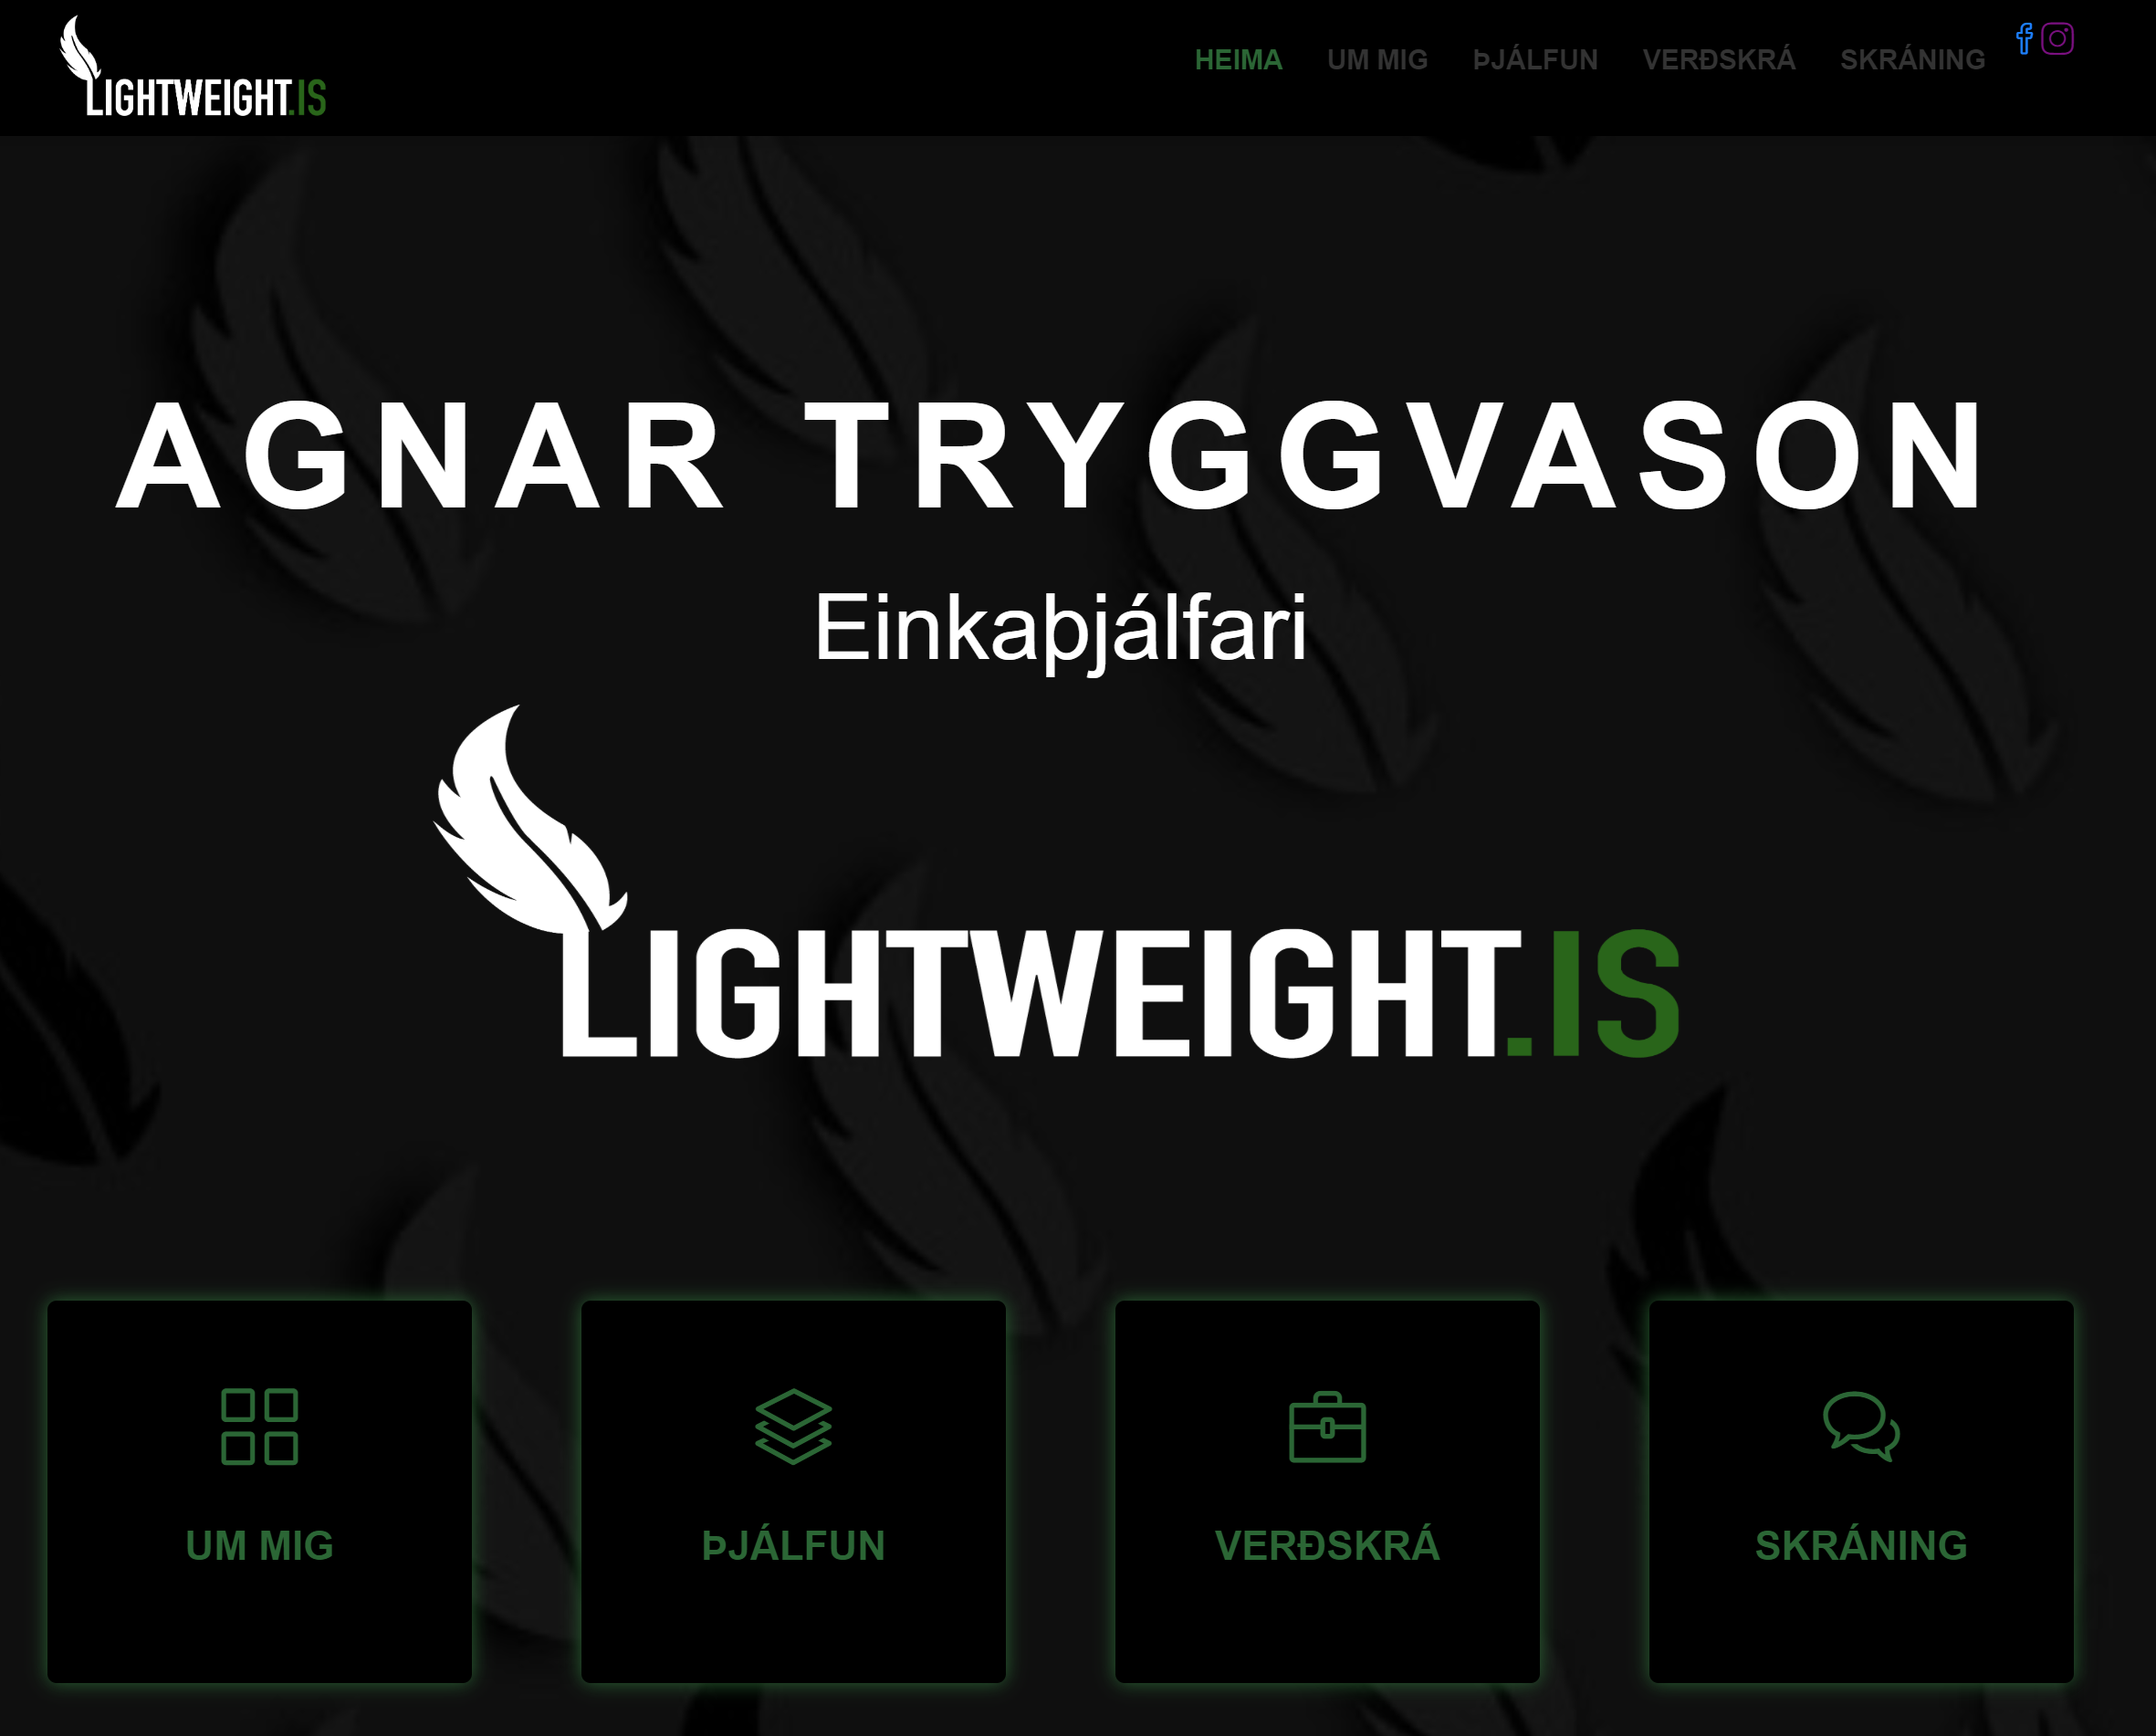 LIGHTWEIGHT.IS
HEIMA UM MIG ÞJÁLFUN VERÐSKRÁ SKRÁNING
AGNAR TRYGGVASON
Einkaþjálfari
LIGHTWEIGHT.IS
UM MIG
ÞJÁLFUN
VERÐSKRÁ
SKRÁNING